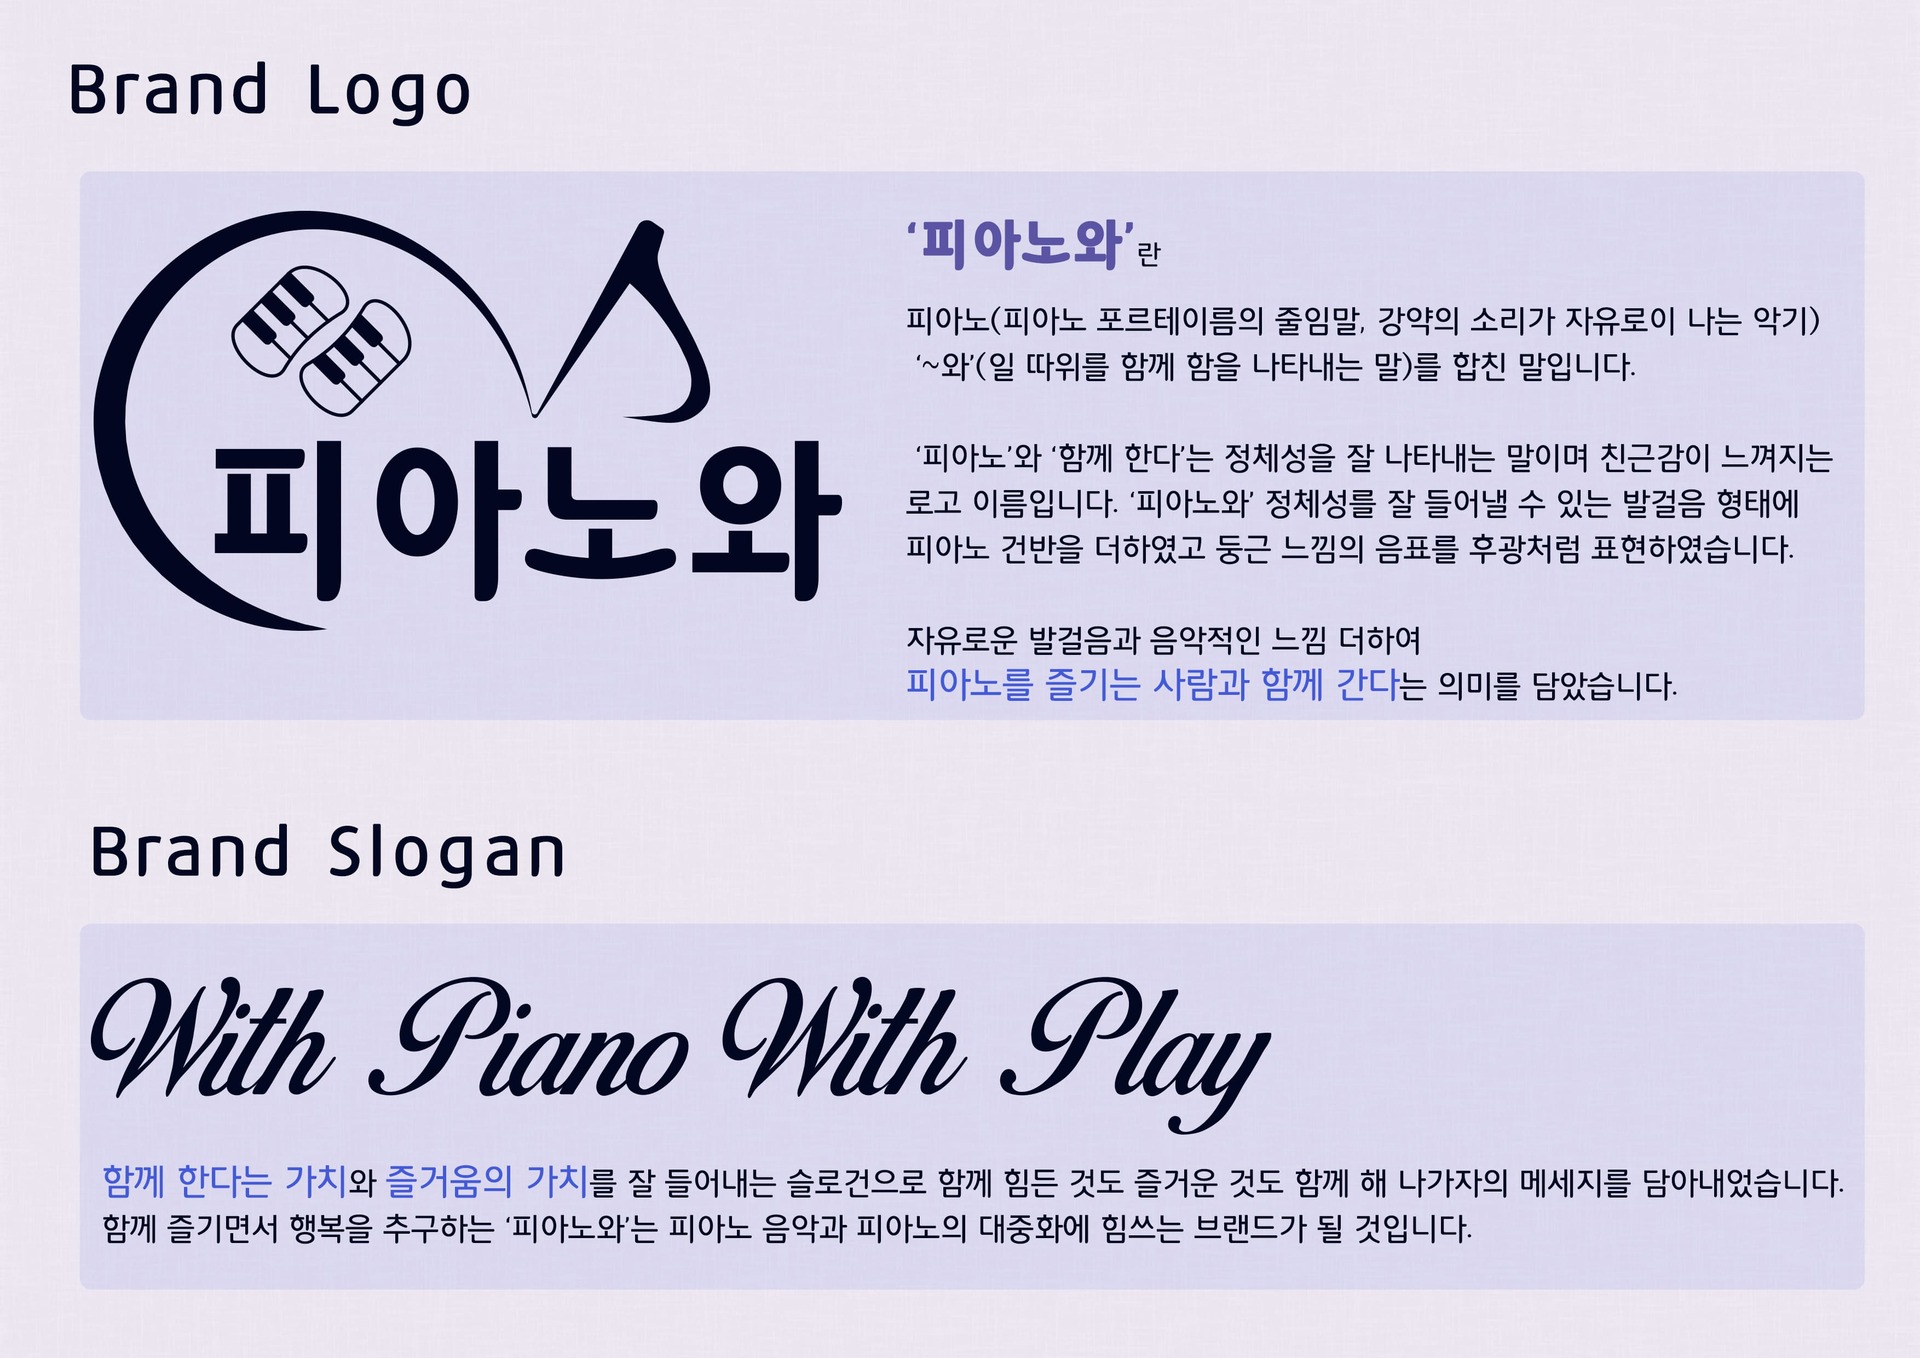 Brand Logo
피아노와
‘피아노와’란
피아노(피아노 포르테이름의 줄임말, 강약의 소리가 자유로이 나는 악기)
‘~와’(일 따위를 함께 함을 나타내는 말)를 합친 말입니다.
‘피아노’와 ‘함께 한다’는 정체성을 잘 나타내는 말이며 친근감이 느껴지는
로고 이름입니다. ‘피아노와’ 정체성를 잘 들어낼 수 있는 발걸음 형태에
피아노 건반을 더하였고 둥근 느낌의 음표를 후광처럼 표현하였습니다.
자유로운 발걸음과 음악적인 느낌 더하여
피아노를 즐기는 사람과 함께 간다는 의미를 담았습니다.
Brand Slogan
With Piano With Play
함께 한다는 가치와 즐거움의 가치를 잘 들어내는 슬로건으로 함께 힘든 것도 즐거운 것도 함께 해 나가자의 메세지를 담아내었습니다.
함께 즐기면서 행복을 추구하는 ‘피아노와’는 피아노 음악과 피아노의 대중화에 힘쓰는 브랜드가 될 것입니다.